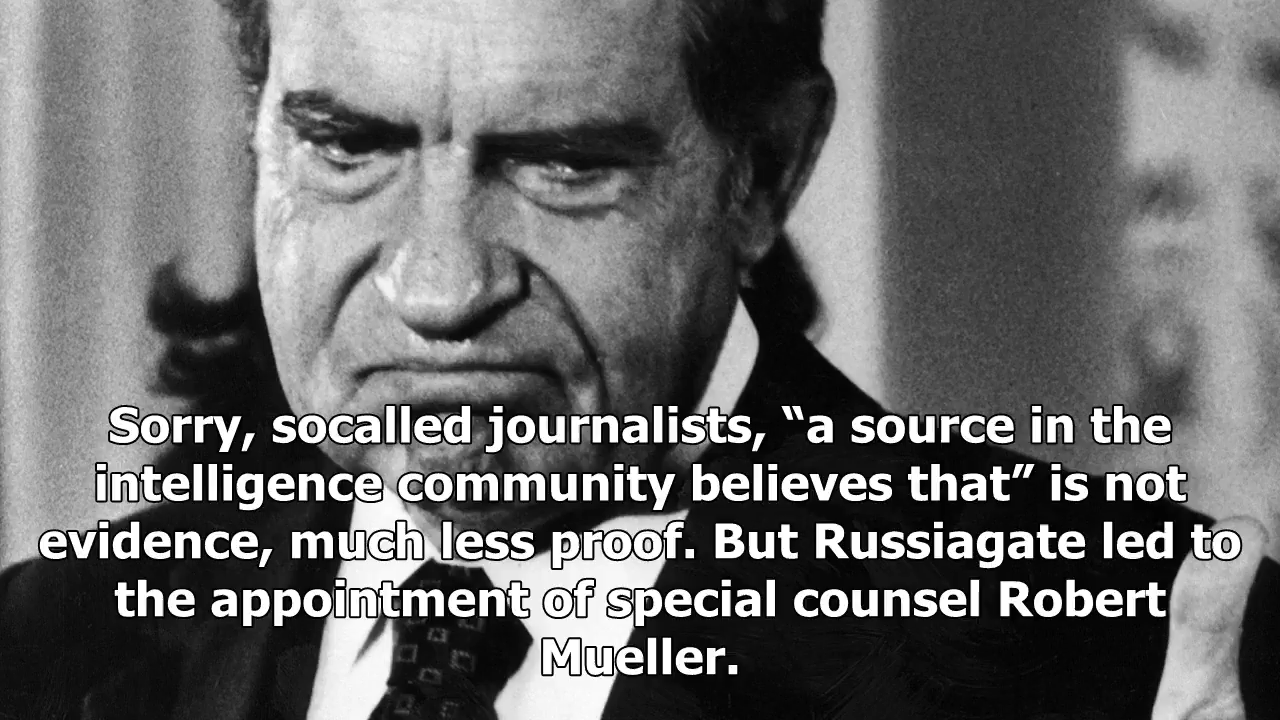 Sorry, socalled journalists, “a source in the
intelligence community believes that” is not
evidence, much less proof. But Russiagate led to
the appointment of special counsel Robert
Mueller.